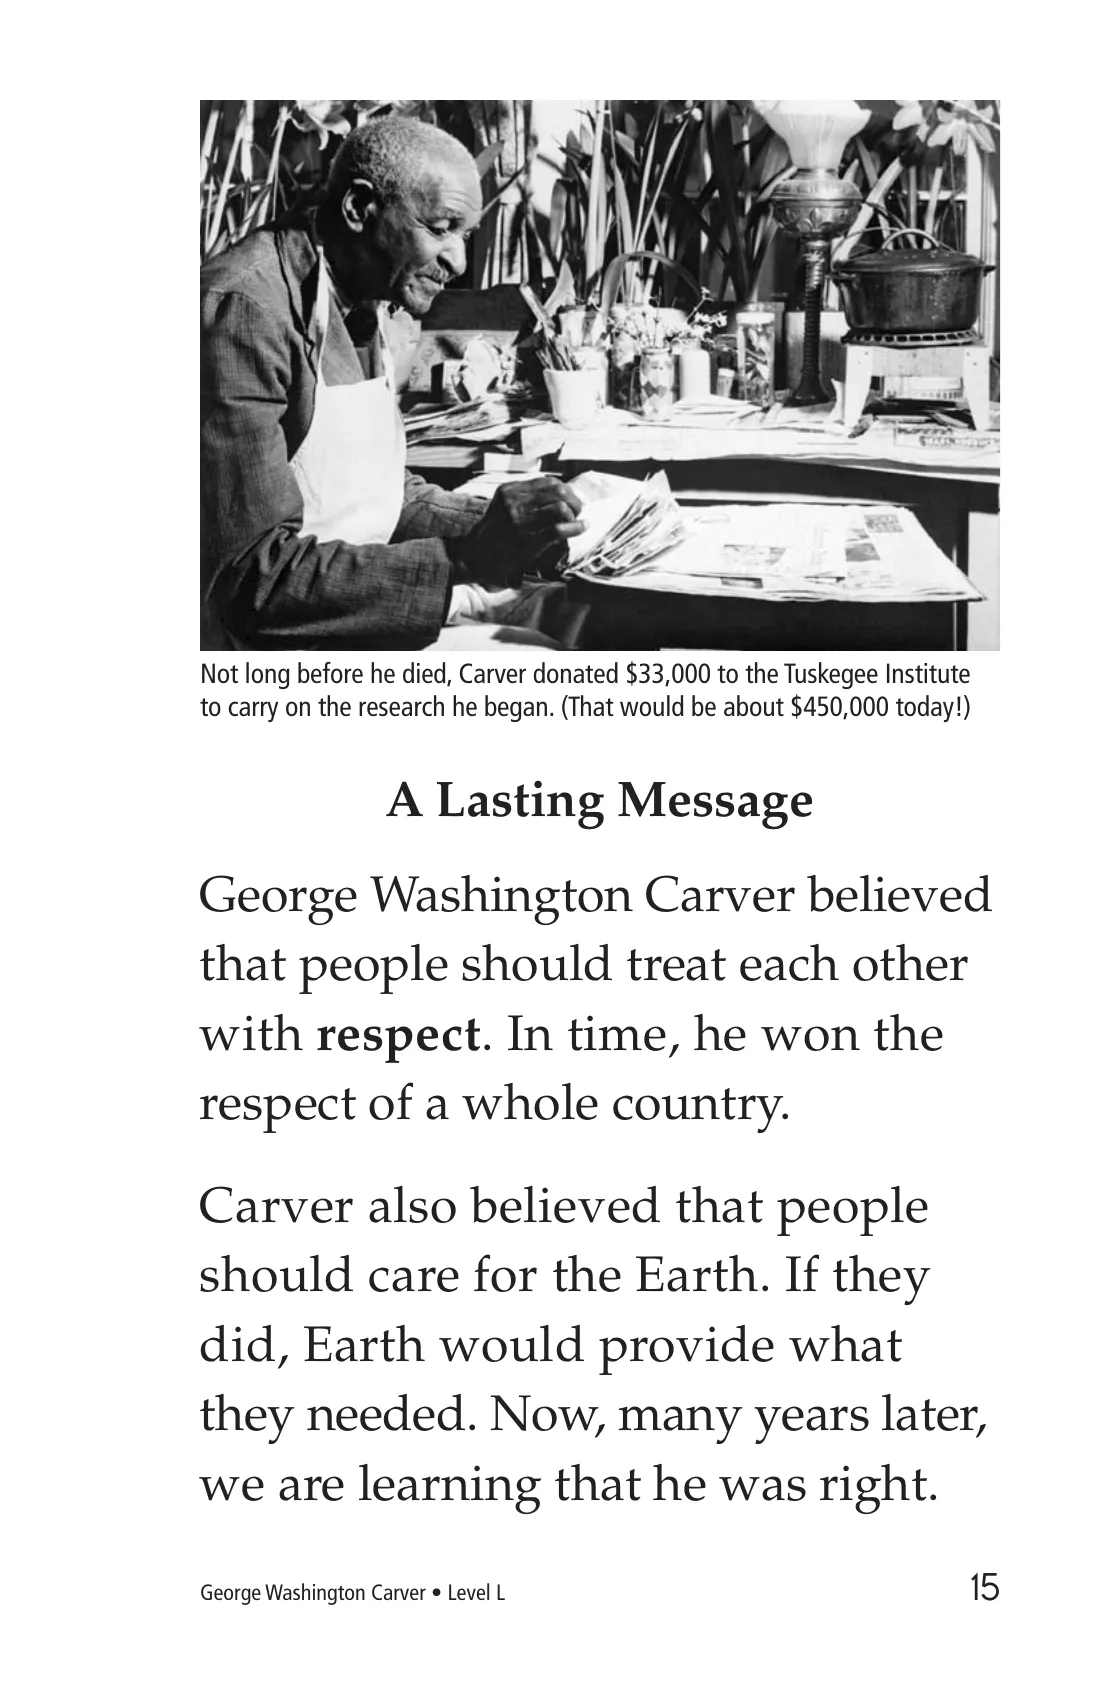 Not long before he died, Carver donated $33,000 to the Tuskegee Institute
to carry on the research he began. (That would be about $450,000 today!)
A Lasting Message
George Washington Carver believed
that people should treat each other
with respect. In time, he won the
respect of a whole country.
Carver also believed that people
should care for the Earth. If they
did, Earth would provide what
they needed. Now, many years later,
we are learning that he was right.
George Washington Carver • Level L
15